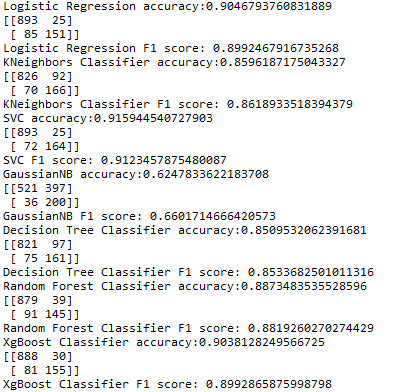 Logistic Regression accuracy:0.9046793760831889
[[893  25]
 [ 85 151]]
Logistic Regression F1 score: 0.8992467916735268
KNeighbors Classifier accuracy:0.8596187175043327
[[826  92]
 [ 70 166]]
KNeighbors Classifier F1 score: 0.8618933518394379
SVC accuracy:0.915944540727903
[[893  25]
 [ 72 164]]
SVC F1 score: 0.9123457875480087
GaussianNB accuracy:0.6247833622183708
[[521 397]
 [ 36 200]]
GaussianNB F1 score: 0.6601714666420573
Decision Tree Classifier accuracy:0.8509532062391681
[[821  97]
 [ 75 161]]
Decision Tree Classifier F1 score: 0.8533682501011316
Random Forest Classifier accuracy:0.8873483535528596
[[879  39]
 [ 91 145]]
Random Forest Classifier F1 score: 0.8819260270274429
XgBoost Classifier accuracy:0.9038128249566725
[[888  30]
 [ 81 155]]
XgBoost Classifier F1 score: 0.8992865875998798